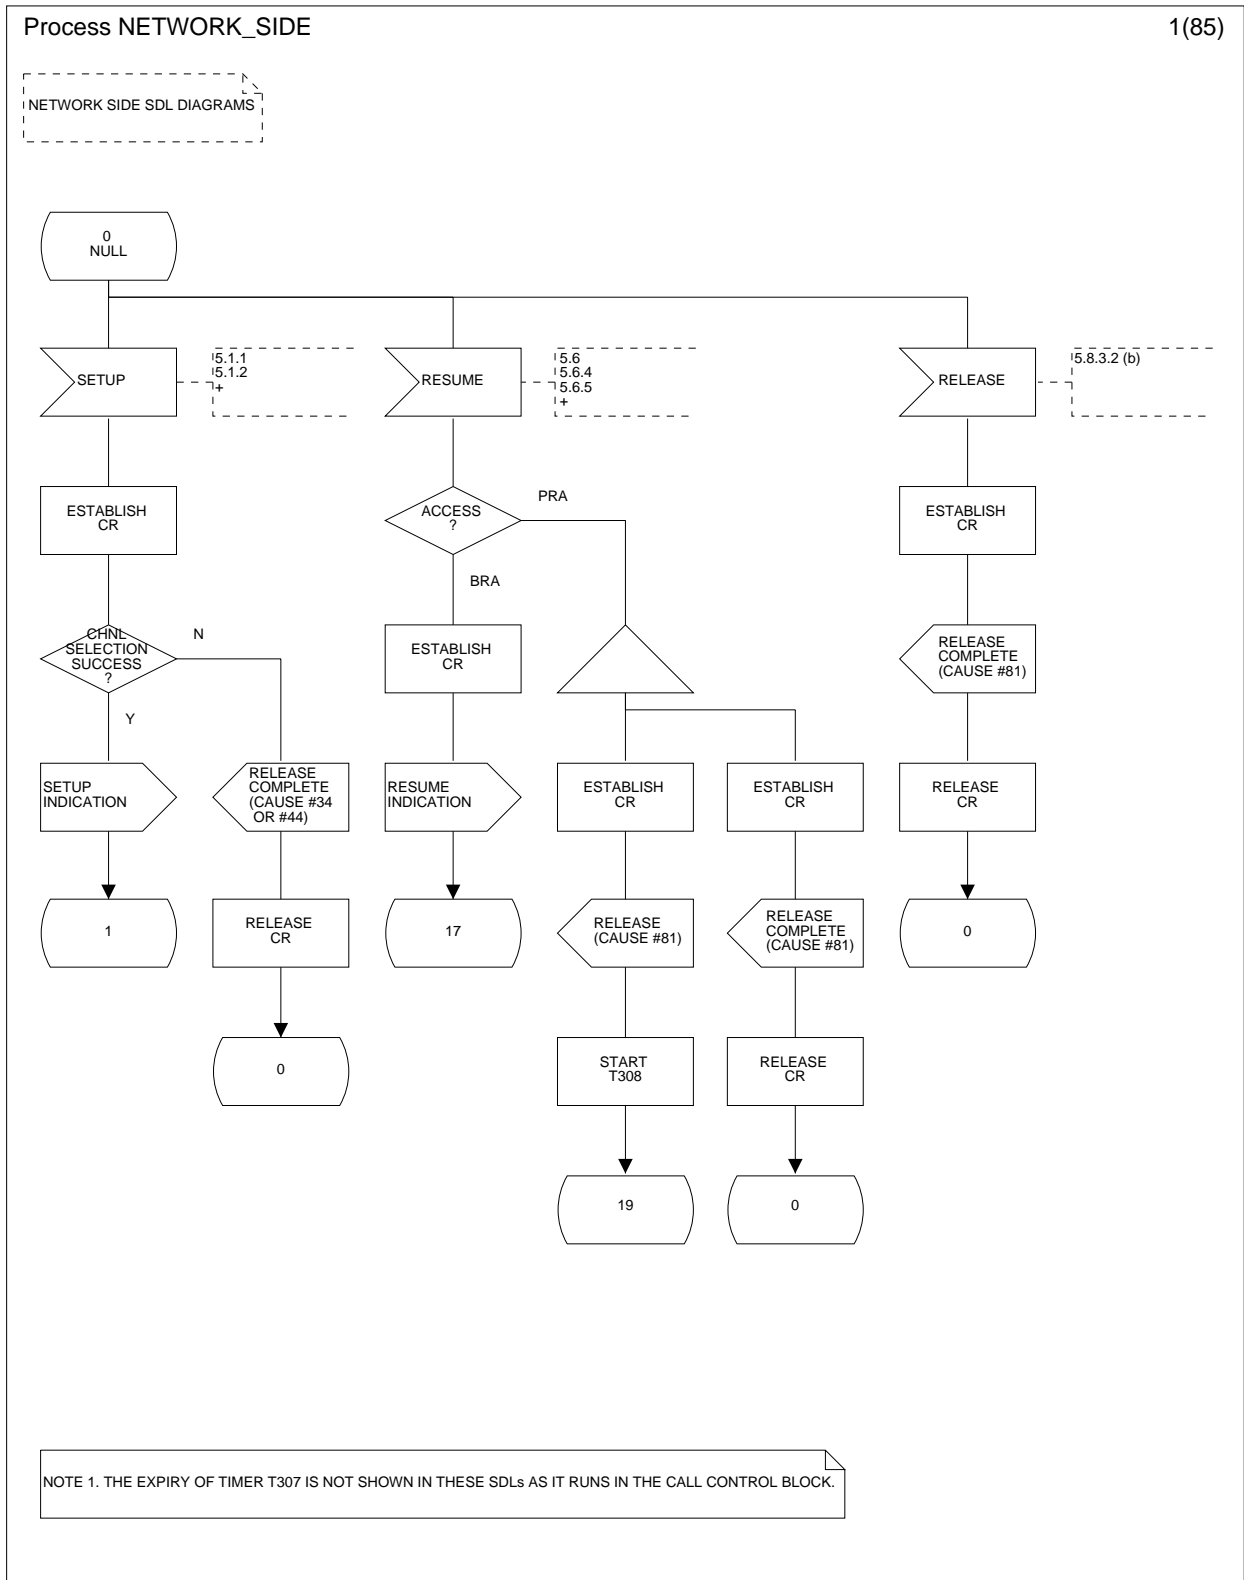 Process NETWORK_SIDE
1(85)
NETWORK SIDE SDL DIAGRAMS
0
NULL
SETUP
5.1.1
5.1.2
+
RESUME
5.6
5.6.4
5.6.5
+
RELEASE
5.8.3.2 (b)
ESTABLISH
CR
ACCESS
?
PRA
BRA
ESTABLISH
CR
CHNL
SELECTION
SUCCESS
?
N
Y
ESTABLISH
CR
RELEASE
COMPLETE
(CAUSE #81)
SETUP
INDICATION
RELEASE
COMPLETE
(CAUSE #34
OR #44)
RESUME
INDICATION
ESTABLISH
CR
ESTABLISH
CR
RELEASE
CR
1
RELEASE
CR
17
RELEASE
(CAUSE #81)
RELEASE
COMPLETE
(CAUSE #81)
0
0
START
T308
RELEASE
CR
19
0
NOTE 1. THE EXPIRY OF TIMER T307 IS NOT SHOWN IN THESE SDLs AS IT RUNS IN THE CALL CONTROL BLOCK.